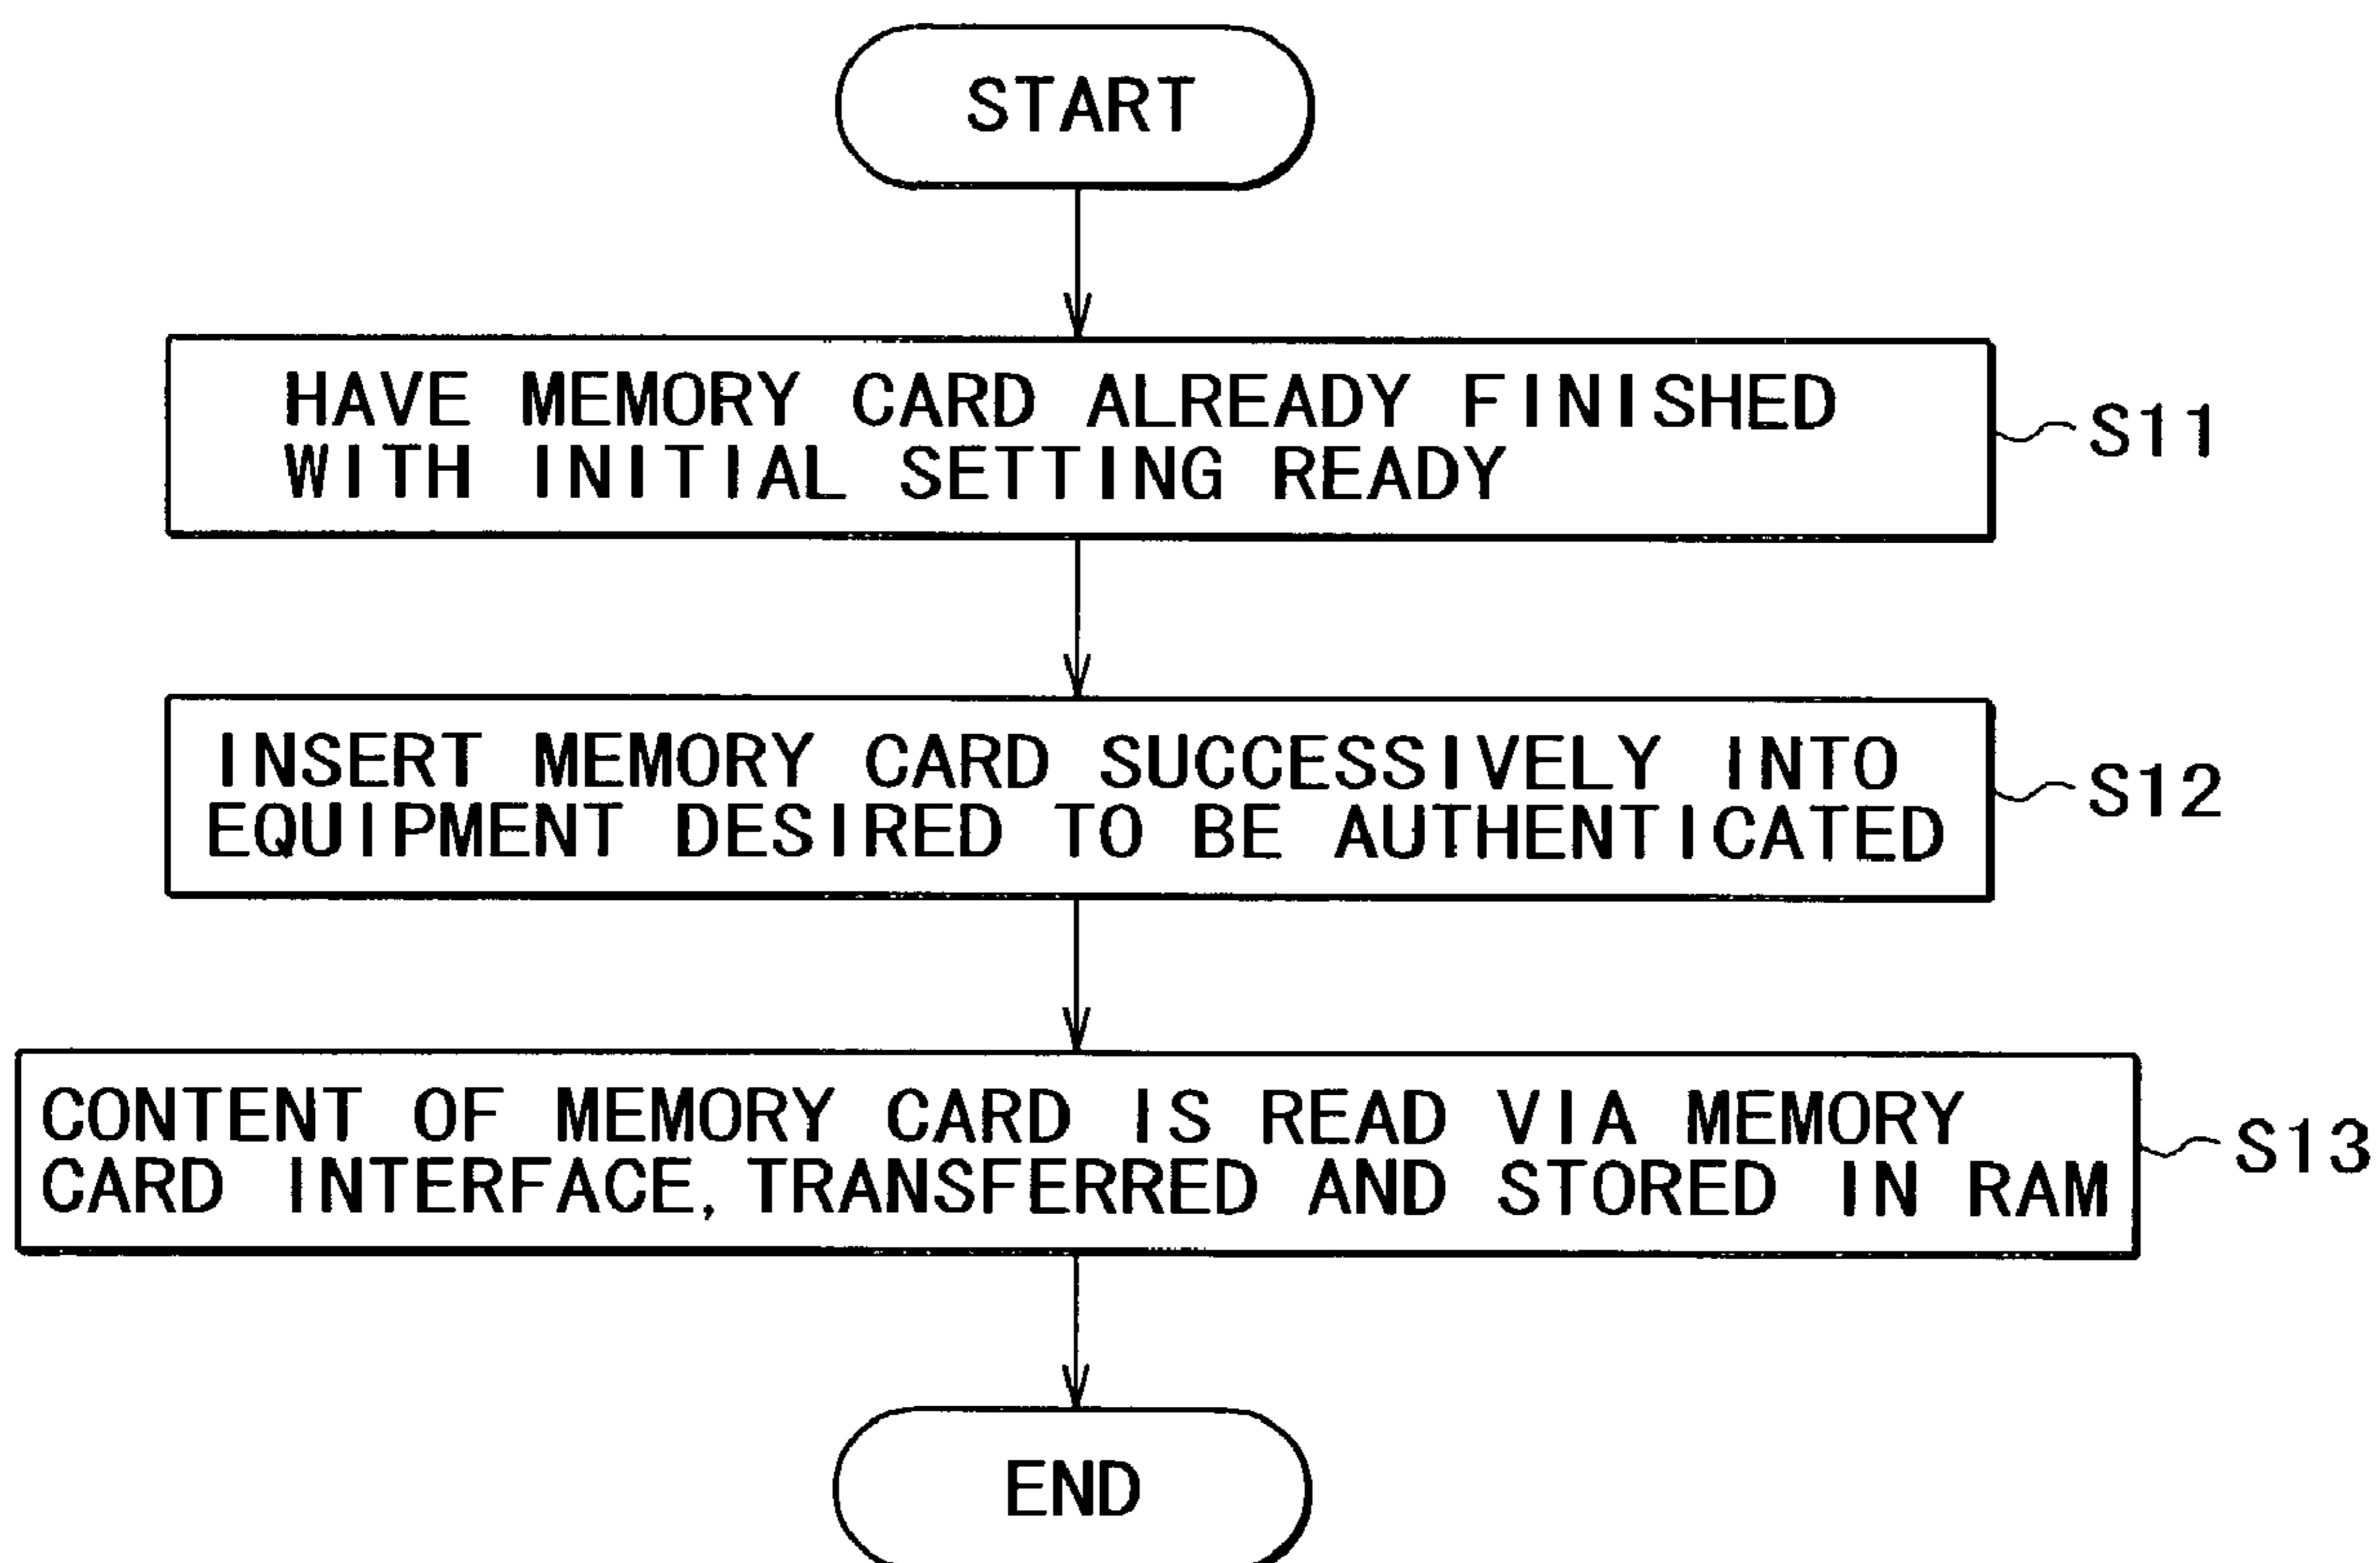 START
HAVE MEMORY CARD ALREADY FINISHED
WITH INITIAL SETTING READY
S11
INSERT MEMORY CARD SUCCESSIVELY INTO
EQUIPMENT DESIRED TO BE AUTHENTICATED
S12
CONTENT OF MEMORY CARD IS READ VIA MEMORY
CARD INTERFACE, TRANSFERRED AND STORED IN RAM
S13
END